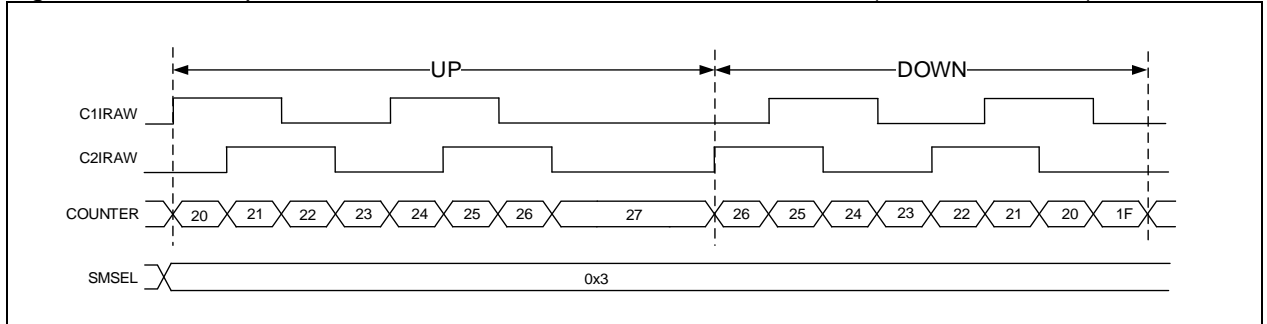 UP DOWN
C1IRAW
C2IRAW
COUNTER 20 21 22 23 24 25 26 27 26 25 24 23 22 21 20 1F
SMSEL 0x3